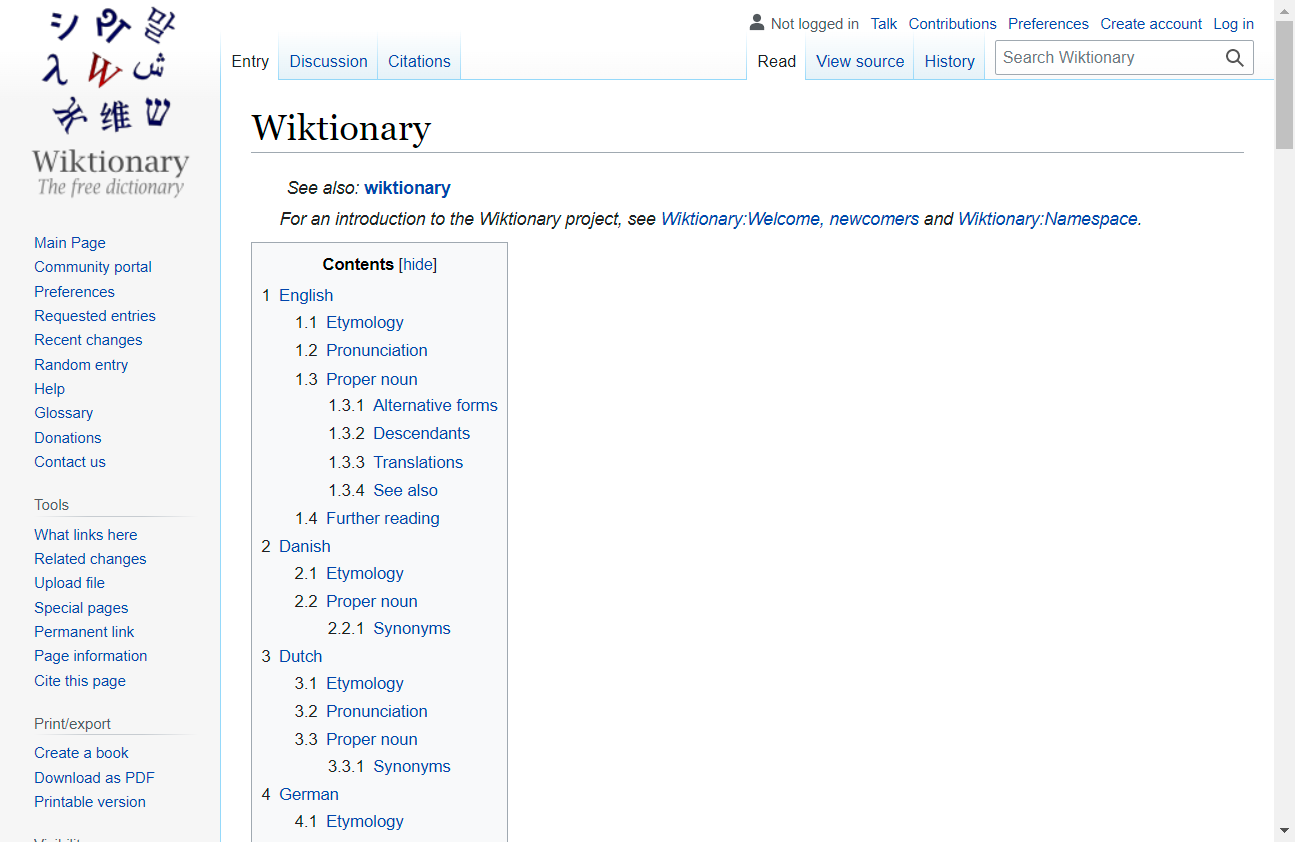 Not logged in Talk Contributions Preferences Create account Log in
Entry Discussion Citations Read View source History Search Wiktionary
シ
말
λ
W
ش
维
ש
Wiktionary
The free dictionary
Main Page
Community portal
Preferences
Requested entries
Recent changes
Random entry
Help
Glossary
Donations
Contact us
Tools
What links here
Related changes
Upload file
Special pages
Permanent link
Page information
Cite this page
Print/export
Create a book
Download as PDF
Printable version
Wiktionary
See also: wiktionary
For an introduction to the Wiktionary project, see Wiktionary:Welcome, newcomers and Wiktionary:Namespace.
Contents [hide]
1 English
1.1 Etymology
1.2 Pronunciation
1.3 Proper noun
1.3.1 Alternative forms
1.3.2 Descendants
1.3.3 Translations
1.3.4 See also
1.4 Further reading
2 Danish
2.1 Etymology
2.2 Proper noun
2.2.1 Synonyms
3 Dutch
3.1 Etymology
3.2 Pronunciation
3.3 Proper noun
3.3.1 Synonyms
4 German
4.1 Etymology